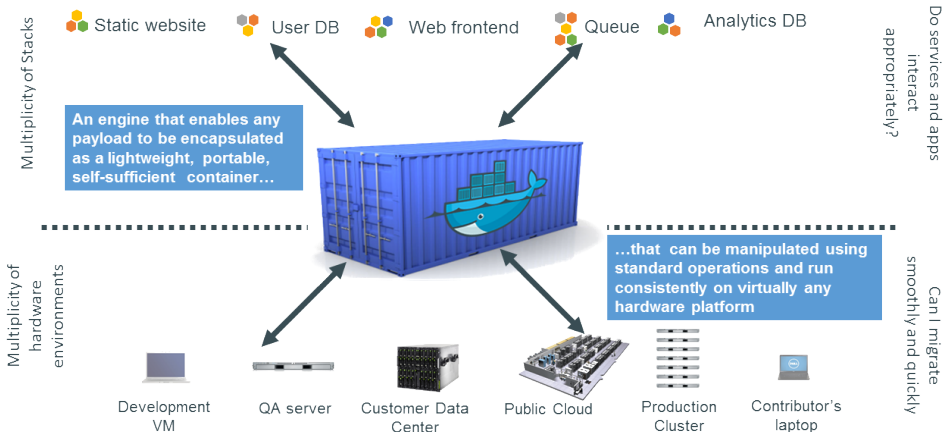 Static website
User DB
Web frontend
Queue
Analytics DB
Multiplicity of Stacks
Do services and apps
interact
appropriately?
An engine that enables any
payload to be encapsulated
as a lightweight, portable,
self-sufficient container…
…that can be manipulated using
standard operations and run
consistently on virtually any
hardware platform
Multiplicity of
hardware
environments
Can I migrate
smoothly and quickly
Development
VM
QA server
Customer Data
Center
Public Cloud
Production
Cluster
Contributor’s
laptop